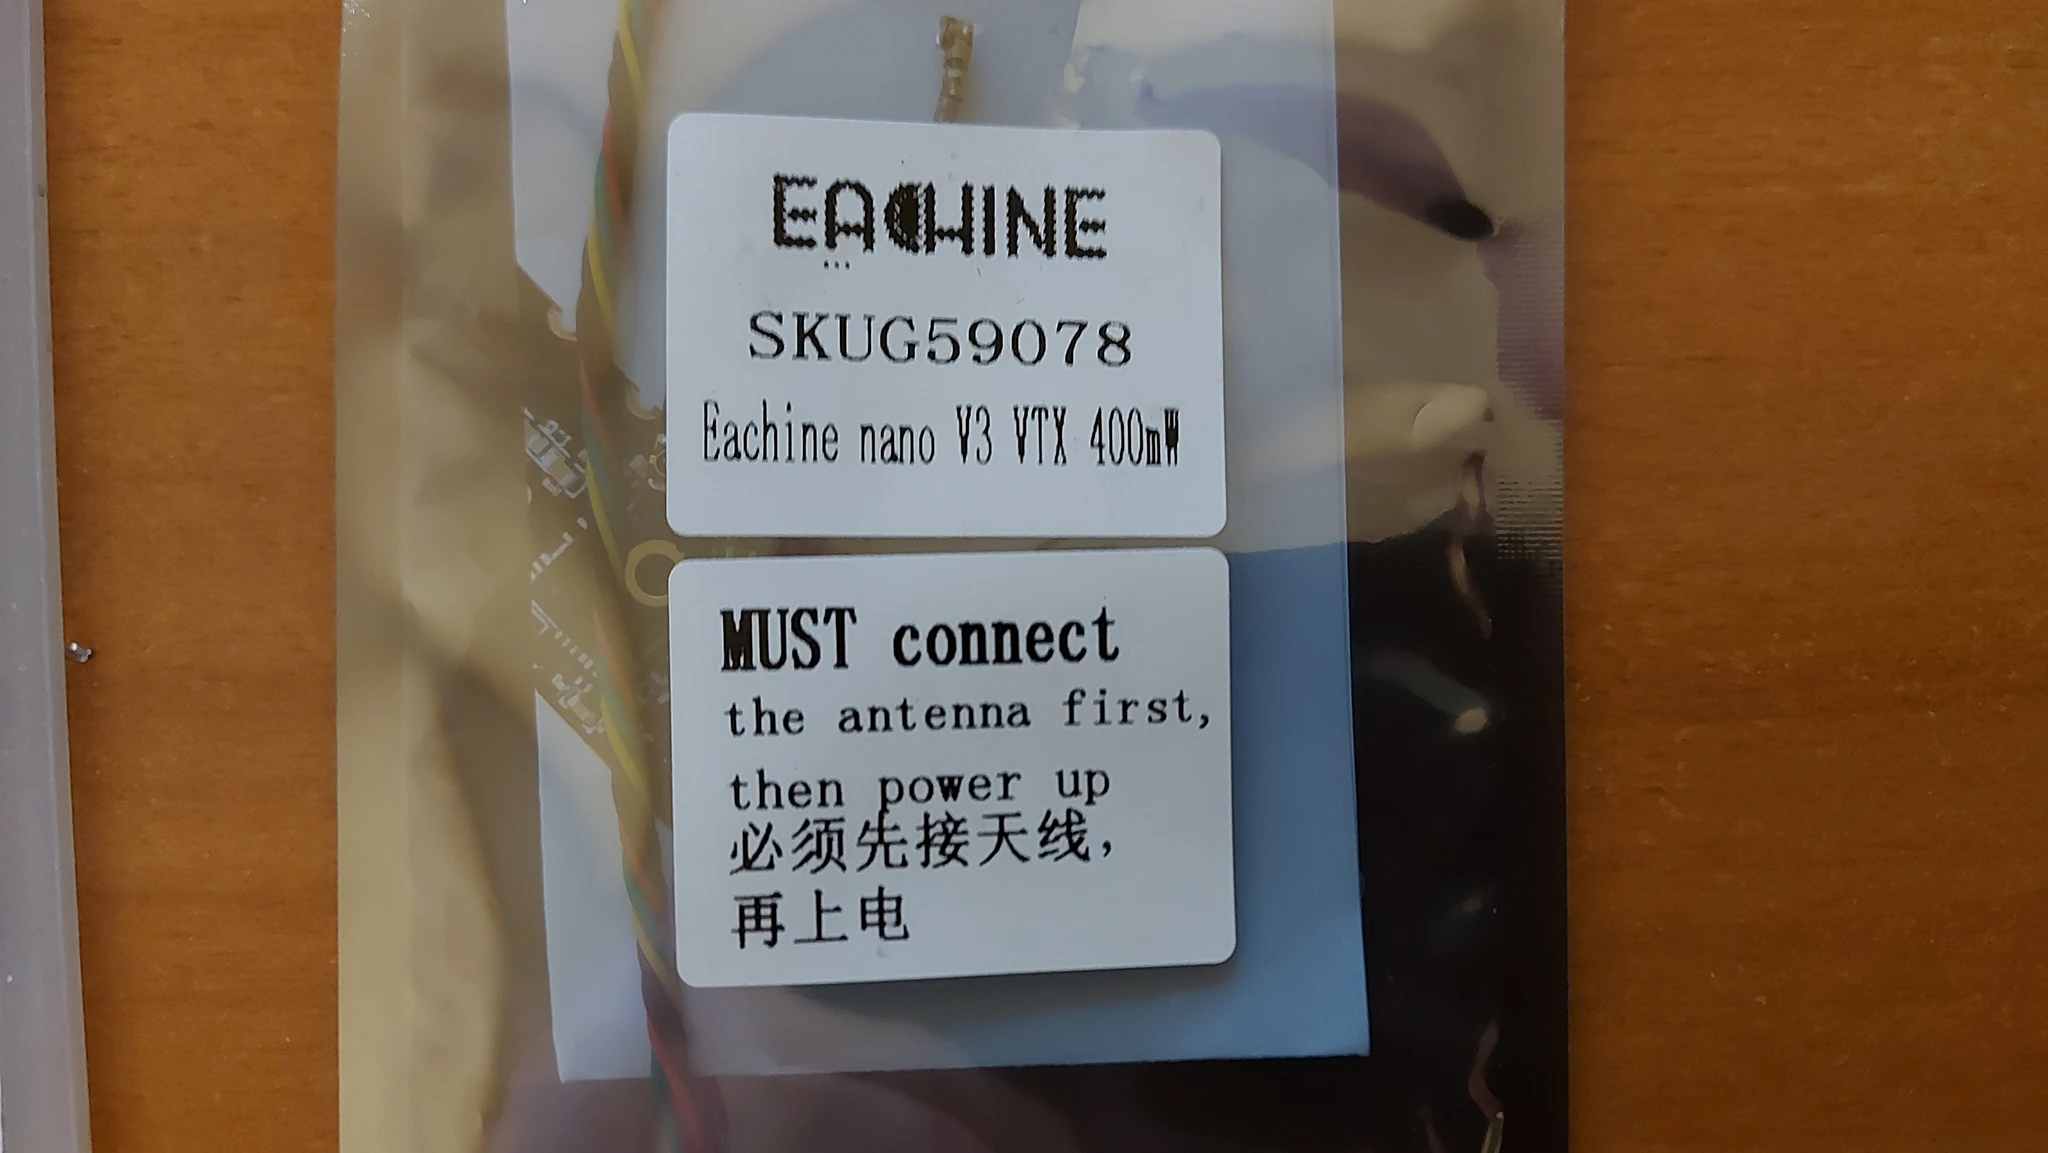 EACHINE
SKUG59078
Eachine nano V3 VTX 400mW
MUST connect
the antenna first,
then power up
必须先接天线，
再上电